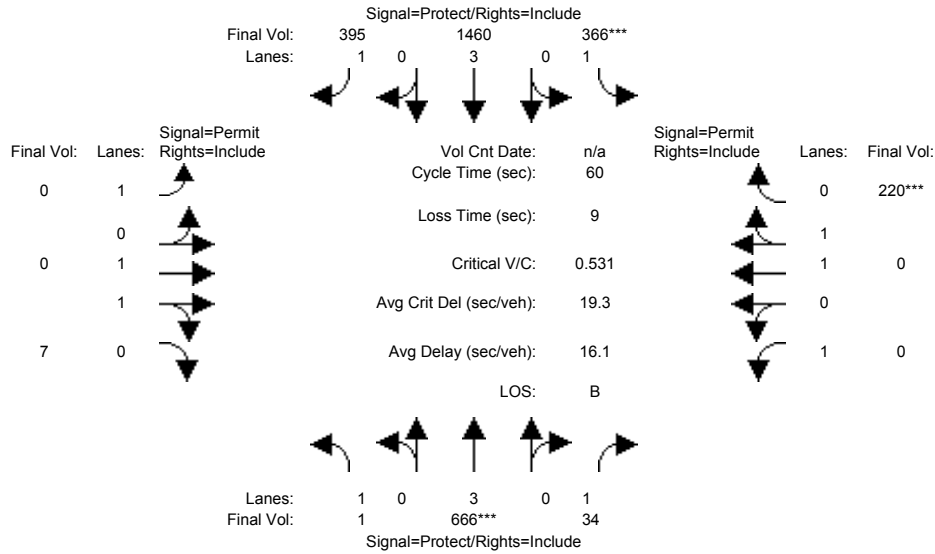 Signal=Protect/Rights=Include
Final Vol: 395 1460 366***
Lanes: 1 0 3 0 1
Signal=Permit Signal=Permit
Final Vol: Lanes: Rights=Include Vol Cnt Date: n/a Rights=Include Lanes: Final Vol:
Cycle Time (sec): 60
0 1 0 220***
Loss Time (sec): 9
0 1
0 1 Critical V/C: 0.531 1 0
1 Avg Crit Del (sec/veh): 19.3 0
7 0 Avg Delay (sec/veh): 16.1 1 0
LOS: B
Lanes: 1 0 3 0 1
Final Vol: 1 666*** 34
Signal=Protect/Rights=Include